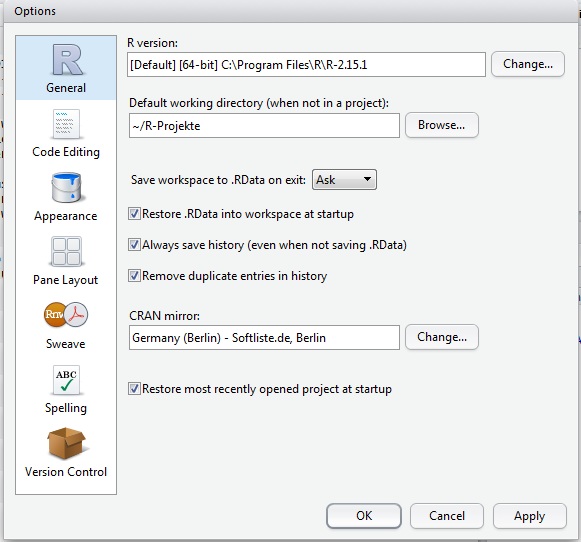 Options
R
General
Code Editing
Appearance
Pane Layout
Rnw
Sweave
ABC
Spelling
Version Control
R version:
[Default] [64-bit] C:\Program Files\R\R-2.15.1
Change...
Default working directory (when not in a project):
~/R-Projekte
Browse...
Save workspace to .RData on exit: Ask
Restore .RData into workspace at startup
Always save history (even when not saving .RData)
Remove duplicate entries in history
CRAN mirror:
Germany (Berlin) - Softliste.de, Berlin
Change...
Restore most recently opened project at startup
OK
Cancel
Apply